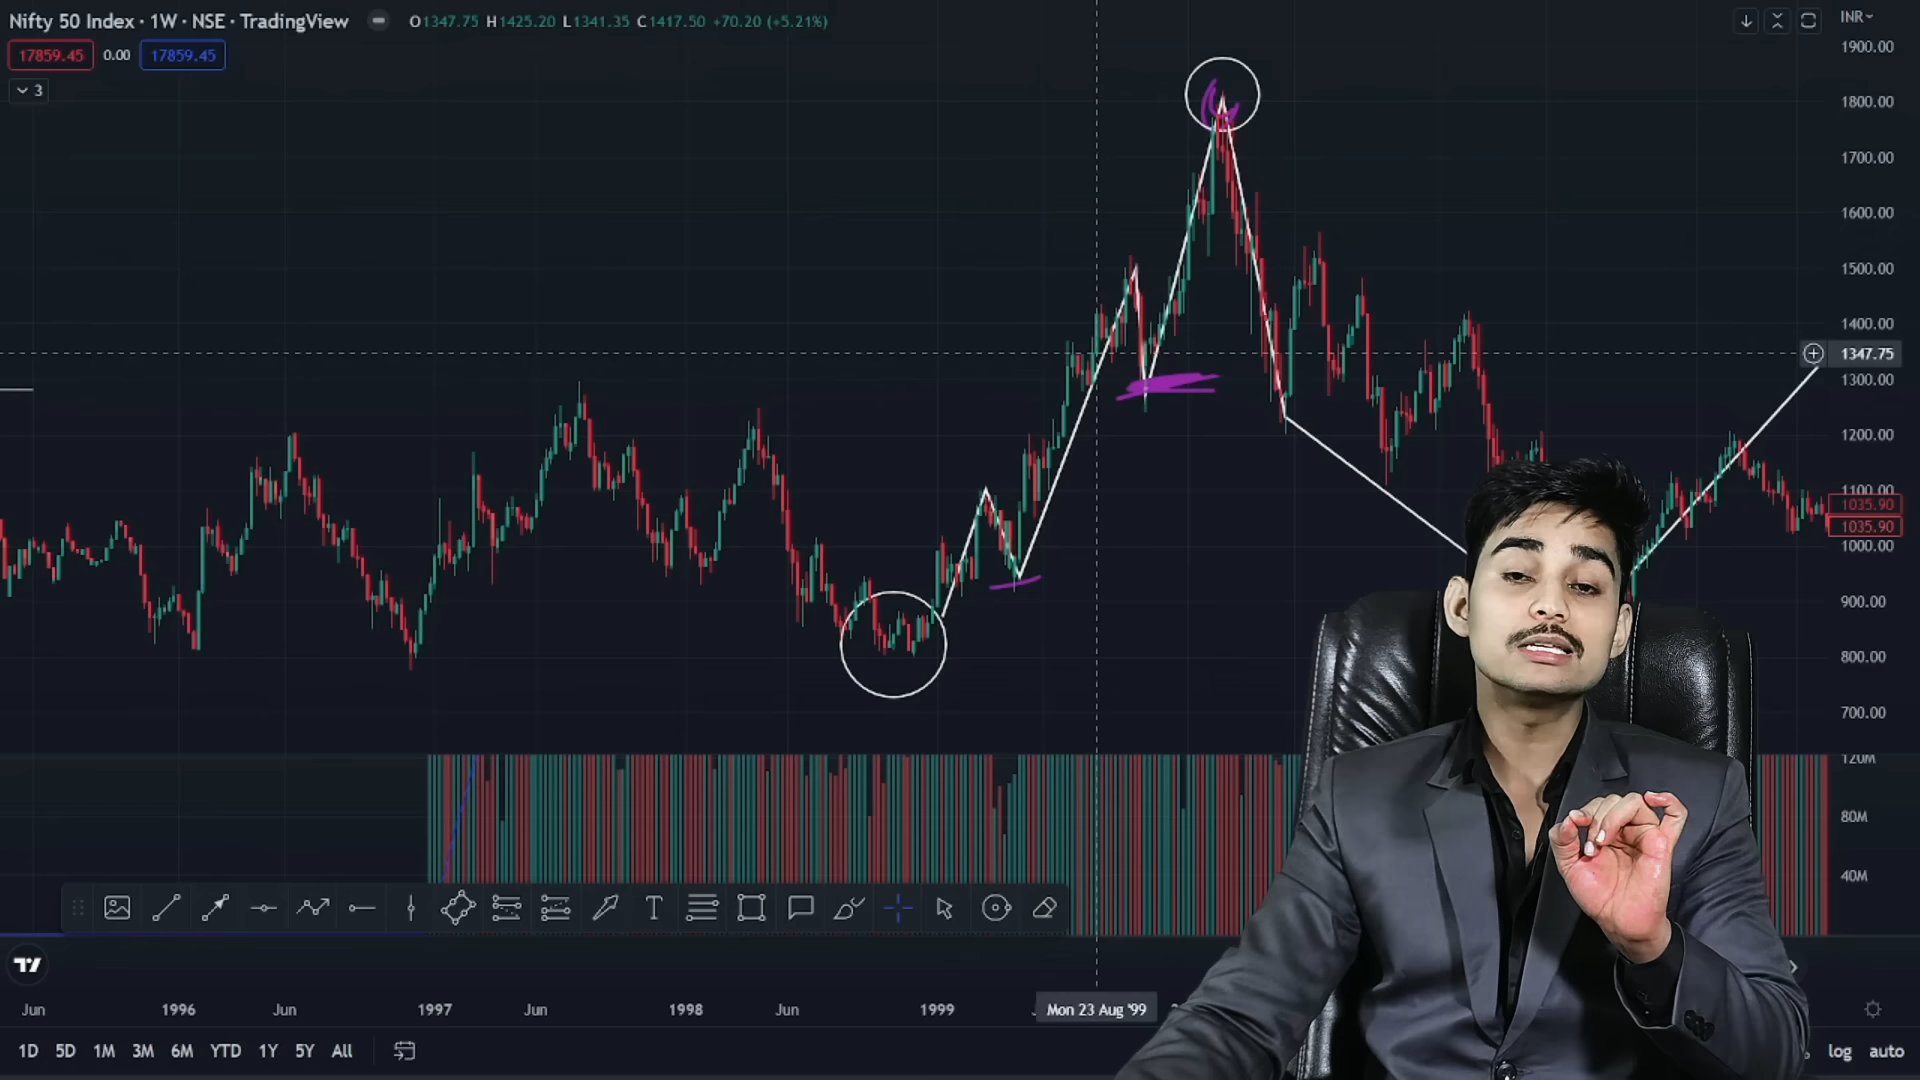 Nifty 50 Index · 1W · NSE · TradingView
O1347.75 H1425.20 L1341.35 C1417.50 +70.20 (+5.21%)
INR
17859.45 0.00 17859.45
3
1900.00
1800.00
1700.00
1600.00
1500.00
1400.00
1347.75
1300.00
1200.00
1100.00
1035.90
1035.90
1000.00
900.00
800.00
700.00
120M
80M
40M
T
Jun 1996 Jun 1997 Jun 1998 Jun 1999 Mon 23 Aug '99
1D 5D 1M 3M 6M YTD 1Y 5Y All
log auto